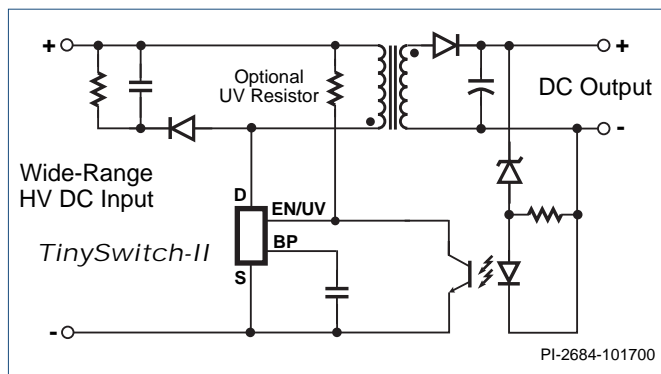 +
+
Optional
UV Resistor
DC Output
-
Wide-Range
HV DC Input
D
EN/UV
BP
TinySwitch-II
S
-
PI-2684-101700